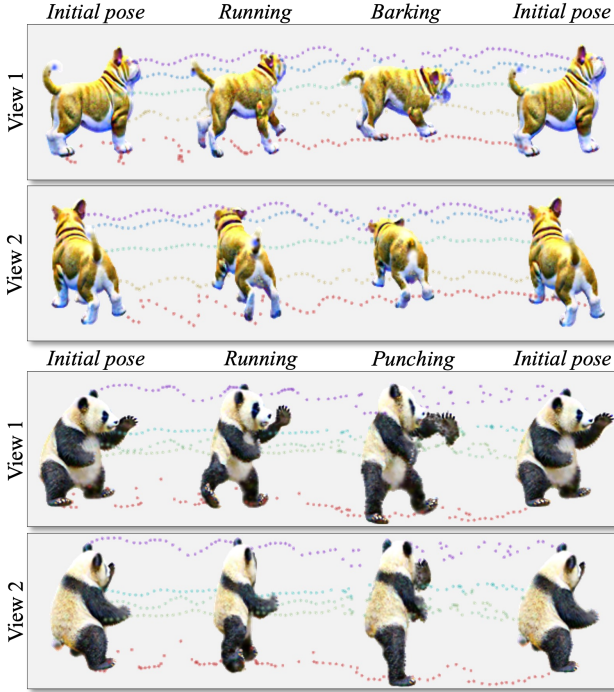 Initial pose Running Barking Initial pose
View 1
View 2
Initial pose Running Punching Initial pose
View 1
View 2